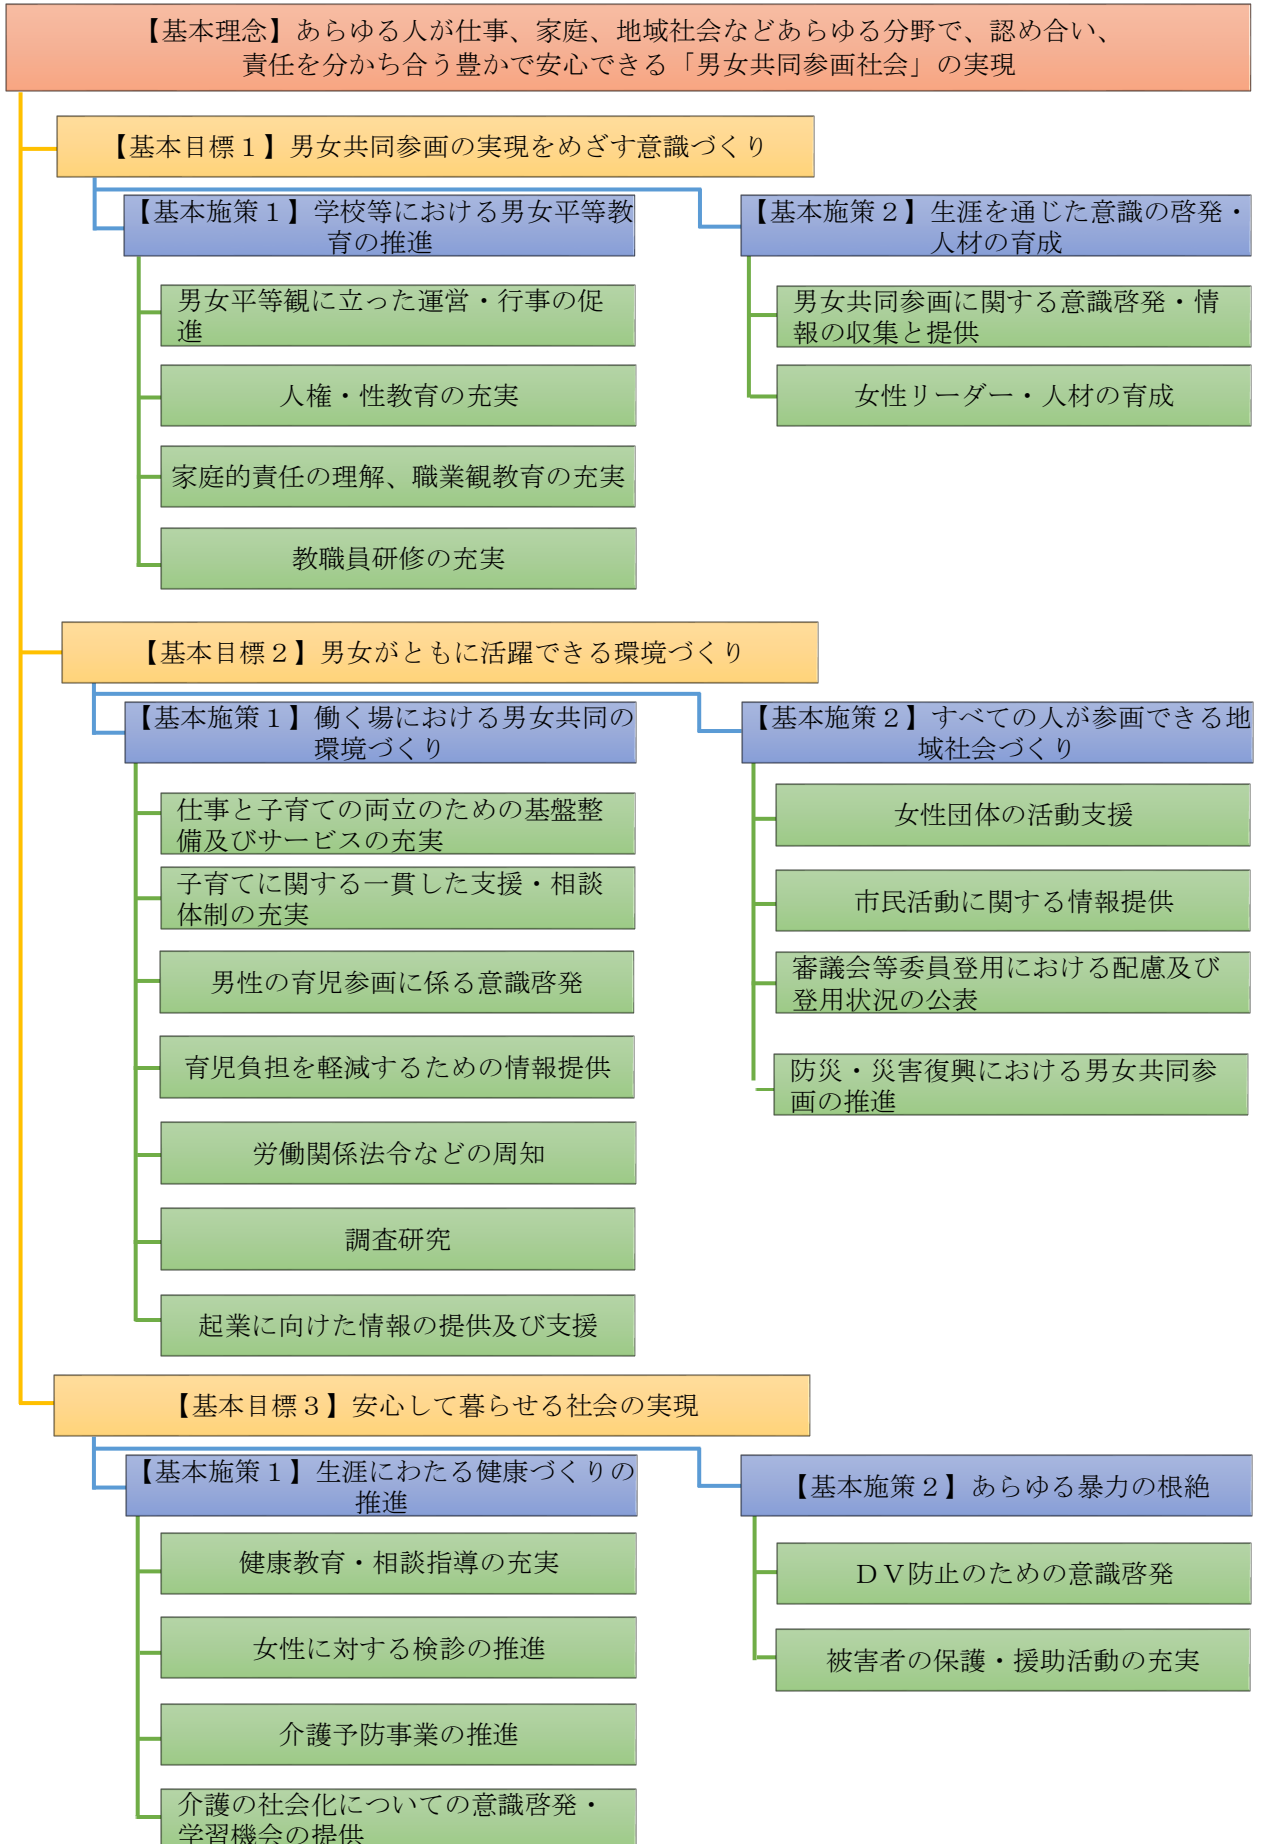 【基本理念】あらゆる人が仕事、家庭、地域社会などあらゆる分野で、認め合い、
責任を分かち合う豊かで安心できる「男女共同参画社会」の実現
【基本目標１】男女共同参画の実現をめざす意識づくり
【基本施策１】学校等における男女平等教
育の推進
男女平等観に立った運営・行事の促
進
人権・性教育の充実
家庭的責任の理解、職業観教育の充実
教職員研修の充実
【基本施策２】生涯を通じた意識の啓発・
人材の育成
男女共同参画に関する意識啓発・情
報の収集と提供
女性リーダー・人材の育成
【基本目標２】男女がともに活躍できる環境づくり
【基本施策１】働く場における男女共同の
環境づくり
仕事と子育ての両立のための基盤整
備及びサービスの充実
子育てに関する一貫した支援・相談
体制の充実
男性の育児参画に係る意識啓発
育児負担を軽減するための情報提供
労働関係法令などの周知
調査研究
起業に向けた情報の提供及び支援
【基本施策２】すべての人が参画できる地
域社会づくり
女性団体の活動支援
市民活動に関する情報提供
審議会等委員登用における配慮及び
登用状況の公表
防災・災害復興における男女共同参
画の推進
【基本目標３】安心して暮らせる社会の実現
【基本施策１】生涯にわたる健康づくりの
推進
健康教育・相談指導の充実
女性に対する検診の推進
介護予防事業の推進
介護の社会化についての意識啓発・
学習機会の提供
【基本施策２】あらゆる暴力の根絶
ＤＶ防止のための意識啓発
被害者の保護・援助活動の充実